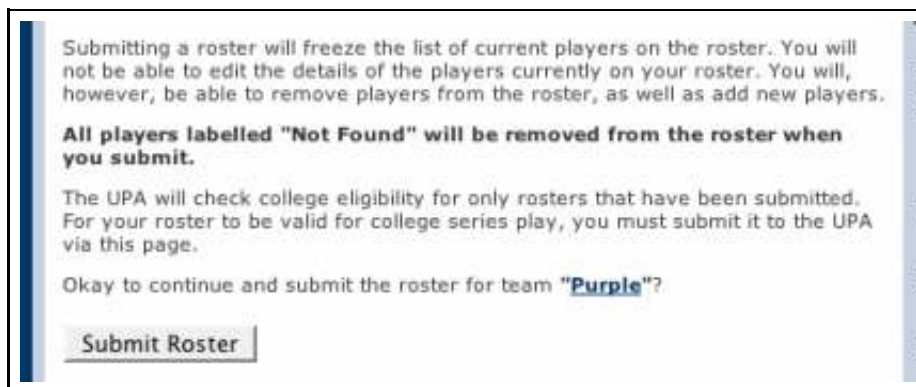 Submitting a roster will freeze the list of current players on the roster. You will
not be able to edit the details of the players currently on your roster. You will,
however, be able to remove players from the roster, as well as add new players.
All players labelled "Not Found" will be removed from the roster when
you submit.
The UPA will check college eligibility for only rosters that have been submitted.
For your roster to be valid for college series play, you must submit it to the UPA
via this page.
Okay to continue and submit the roster for team "Purple"?
Submit Roster